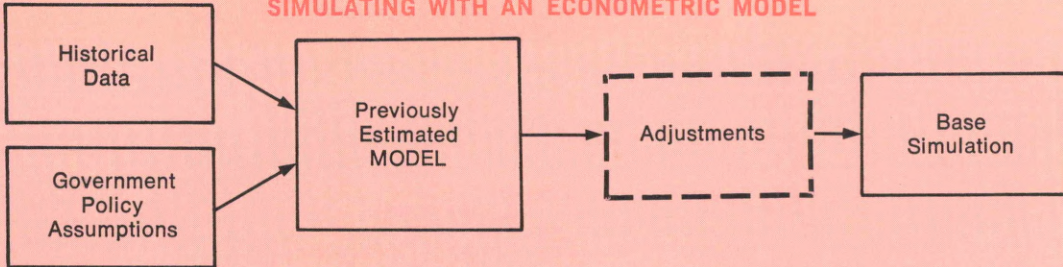 SIMULATING WITH AN ECONOMETRIC MODEL
Historical
Data
Government
Policy
Assumptions
Previously
Estimated
MODEL
Adjustments
Base
Simulation